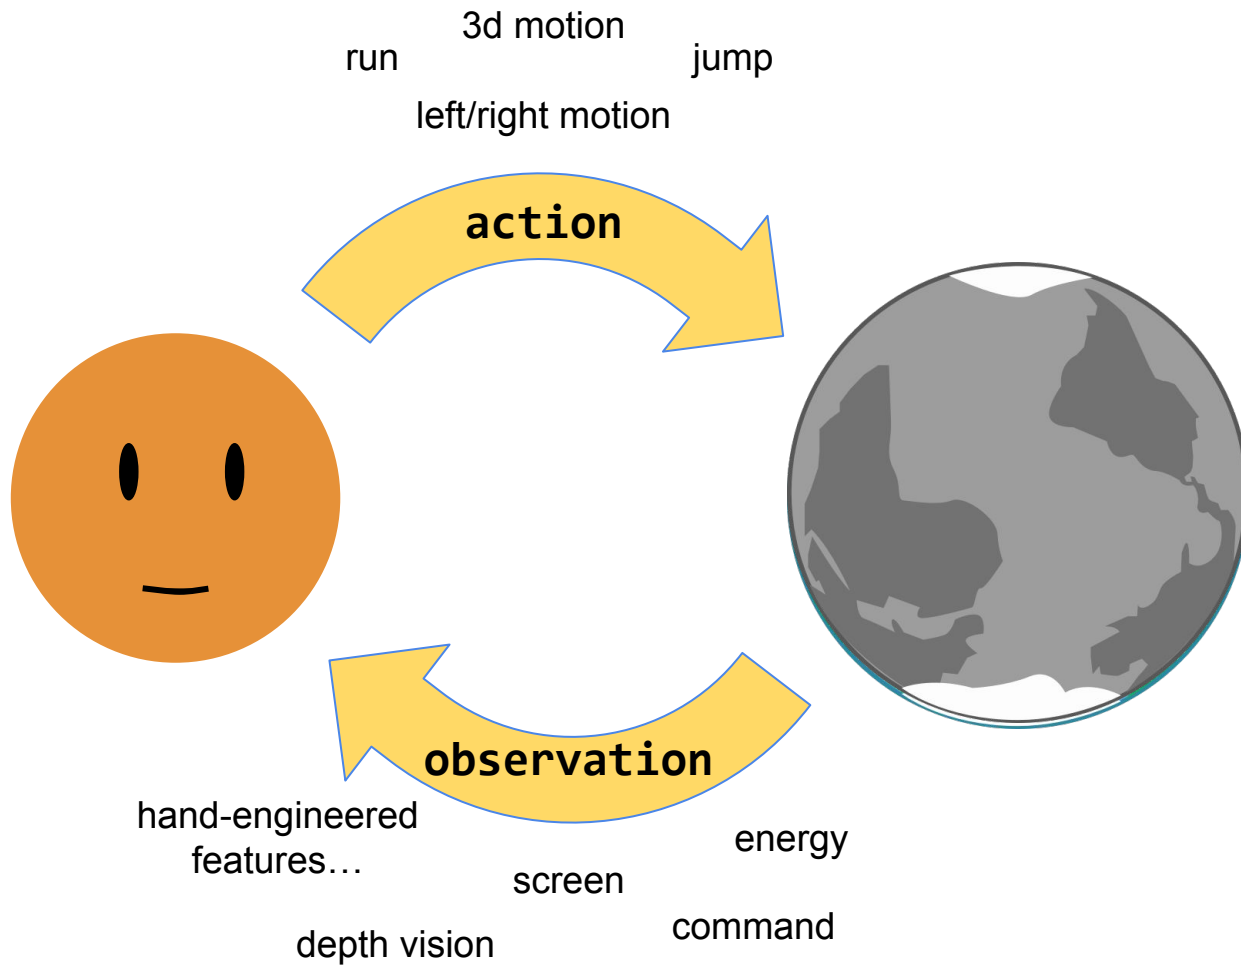 3d motion
run
jump
left/right motion
action
observation
hand-engineered
features…
energy
screen
command
depth vision